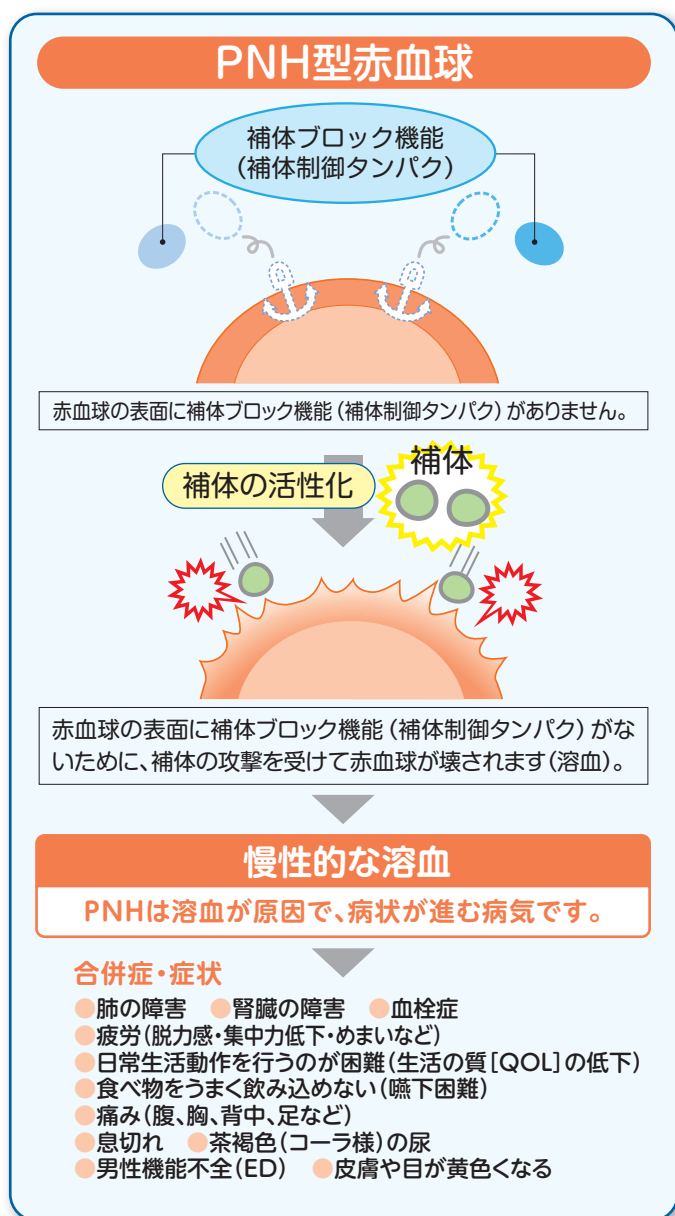 PNH型赤血球
補体ブロック機能
(補体制御タンパク)
赤血球の表面に補体ブロック機能(補体制御タンパク)がありません。
補体の活性化
補体
赤血球の表面に補体ブロック機能(補体制御タンパク)がな
いために、補体の攻撃を受けて赤血球が壊されます(溶血)。
慢性的な溶血
PNHは溶血が原因で、病状が進む病気です。
合併症・症状
●肺の障害 ●腎臓の障害 ●血栓症
●疲労(脱力感・集中力低下・めまいなど)
●日常生活動作を行うのが困難(生活の質[QOL]の低下)
●食べ物をうまく飲み込めない(嚥下困難)
●痛み(腹、胸、背中、足など)
●息切れ ●茶褐色(コーラ様)の尿
●男性機能不全(ED) ●皮膚や目が黄色くなる